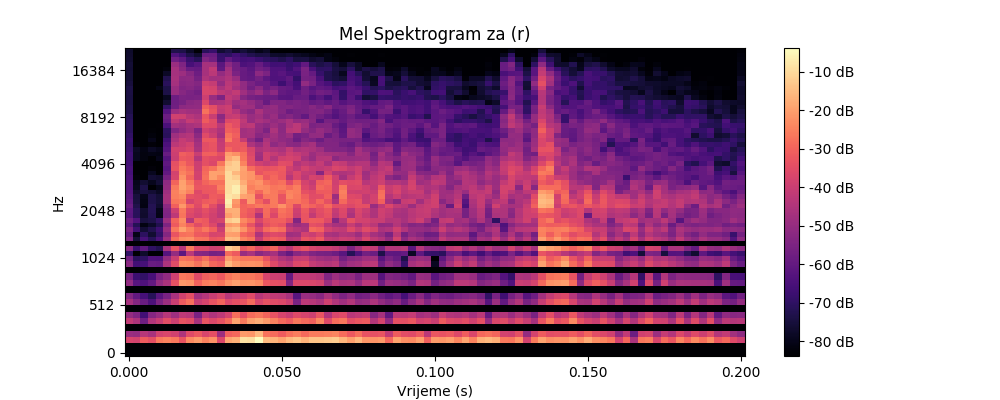 Mel Spektrogram za (r)
16384
8192
4096
2048
1024
512
0
Hz
0.000 0.050 0.100 0.150 0.200
Vrijeme (s)
-10 dB
-20 dB
-30 dB
-40 dB
-50 dB
-60 dB
-70 dB
-80 dB